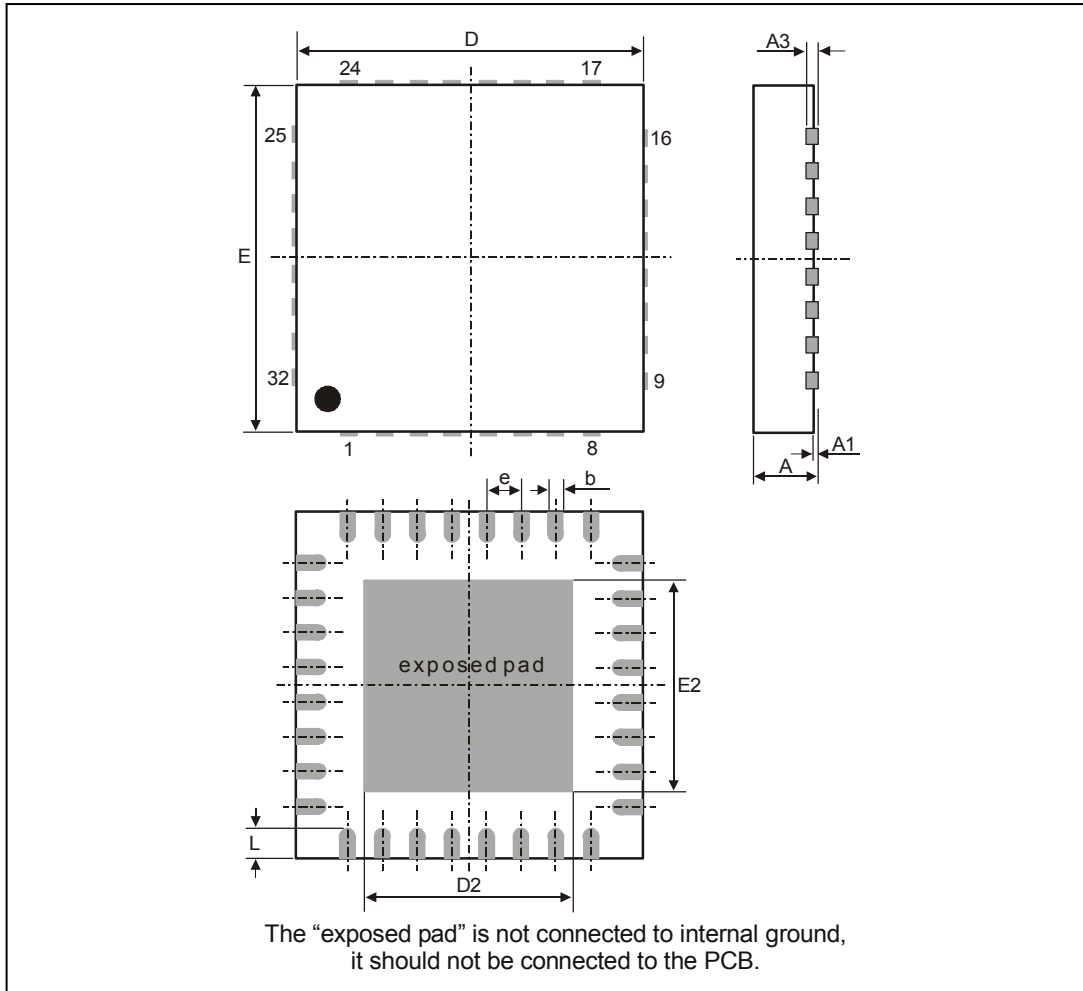 D
A3
24
17
25
16
E
32
9
1
8
A1
A
e
b
exposed pad
E2
L
D2
The “exposed pad” is not connected to internal ground,
it should not be connected to the PCB.